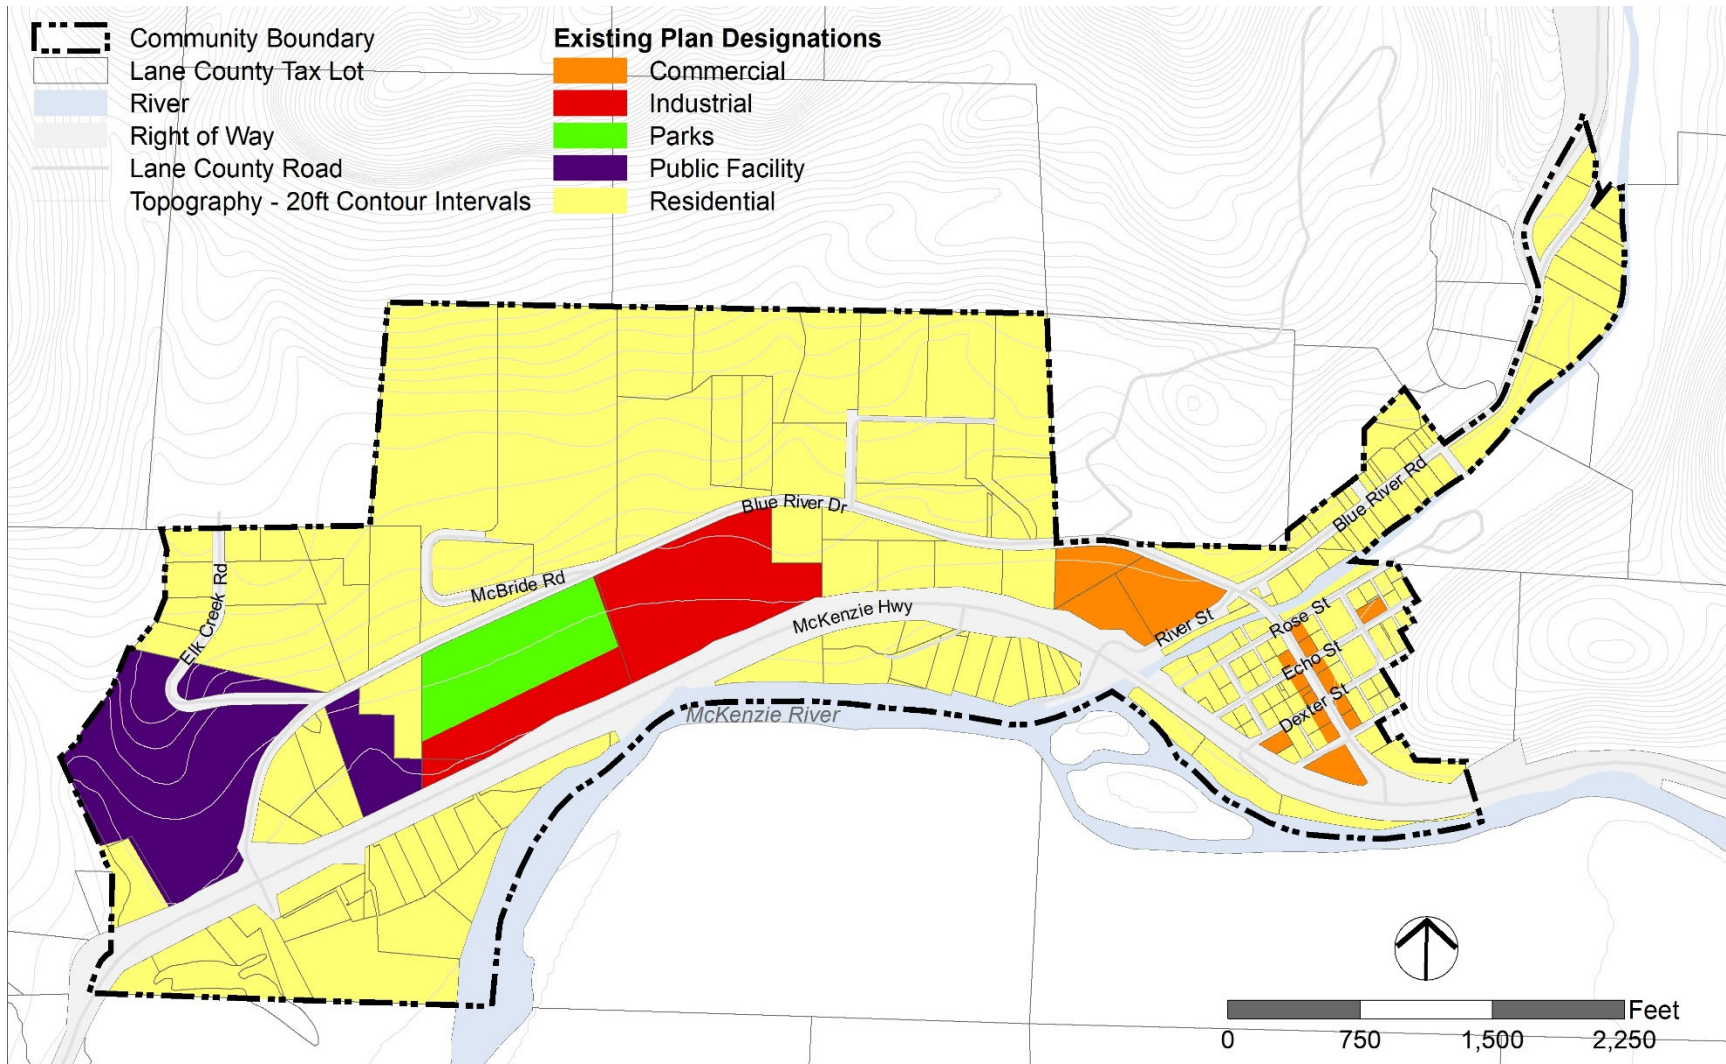 Community Boundary
Lane County Tax Lot
River
Right of Way
Lane County Road
Topography - 20ft Contour Intervals
Existing Plan Designations
Commercial
Industrial
Parks
Public Facility
Residential
Blue River Rd
Blue River Dr
McBride Rd
Elk Creek Rd
McKenzie Hwy
River St
Rose St
Echo St
Dexter St
McKenzie River
Feet
0 750 1,500 2,250